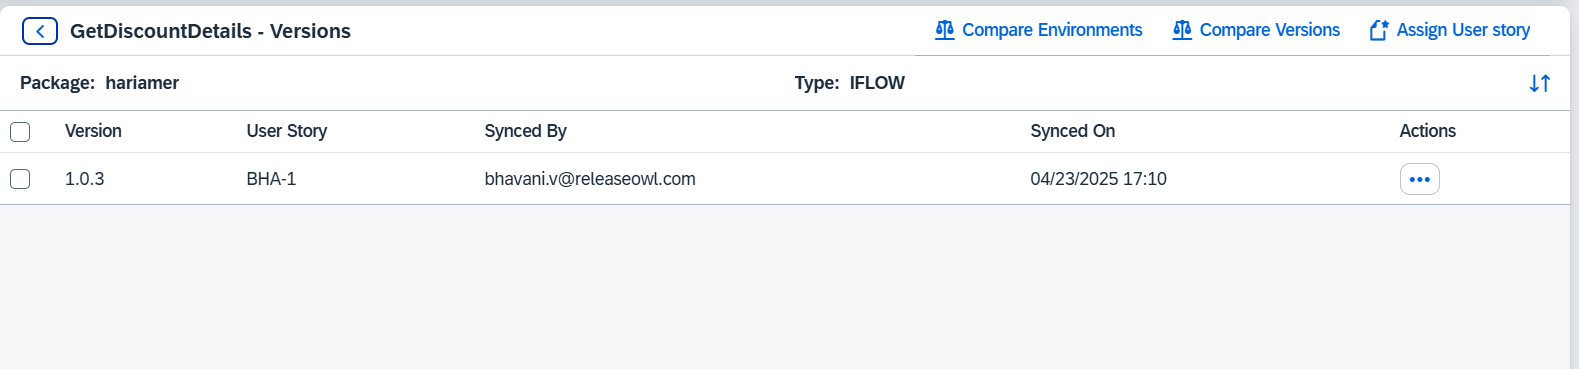 GetDiscountDetails - Versions Compare Environments Compare Versions Assign User story
Package: hariamer Type: IFLOW
Version User Story Synced By Synced On Actions
1.0.3 BHA-1 bhavani.v@releaseowl.com 04/23/2025 17:10